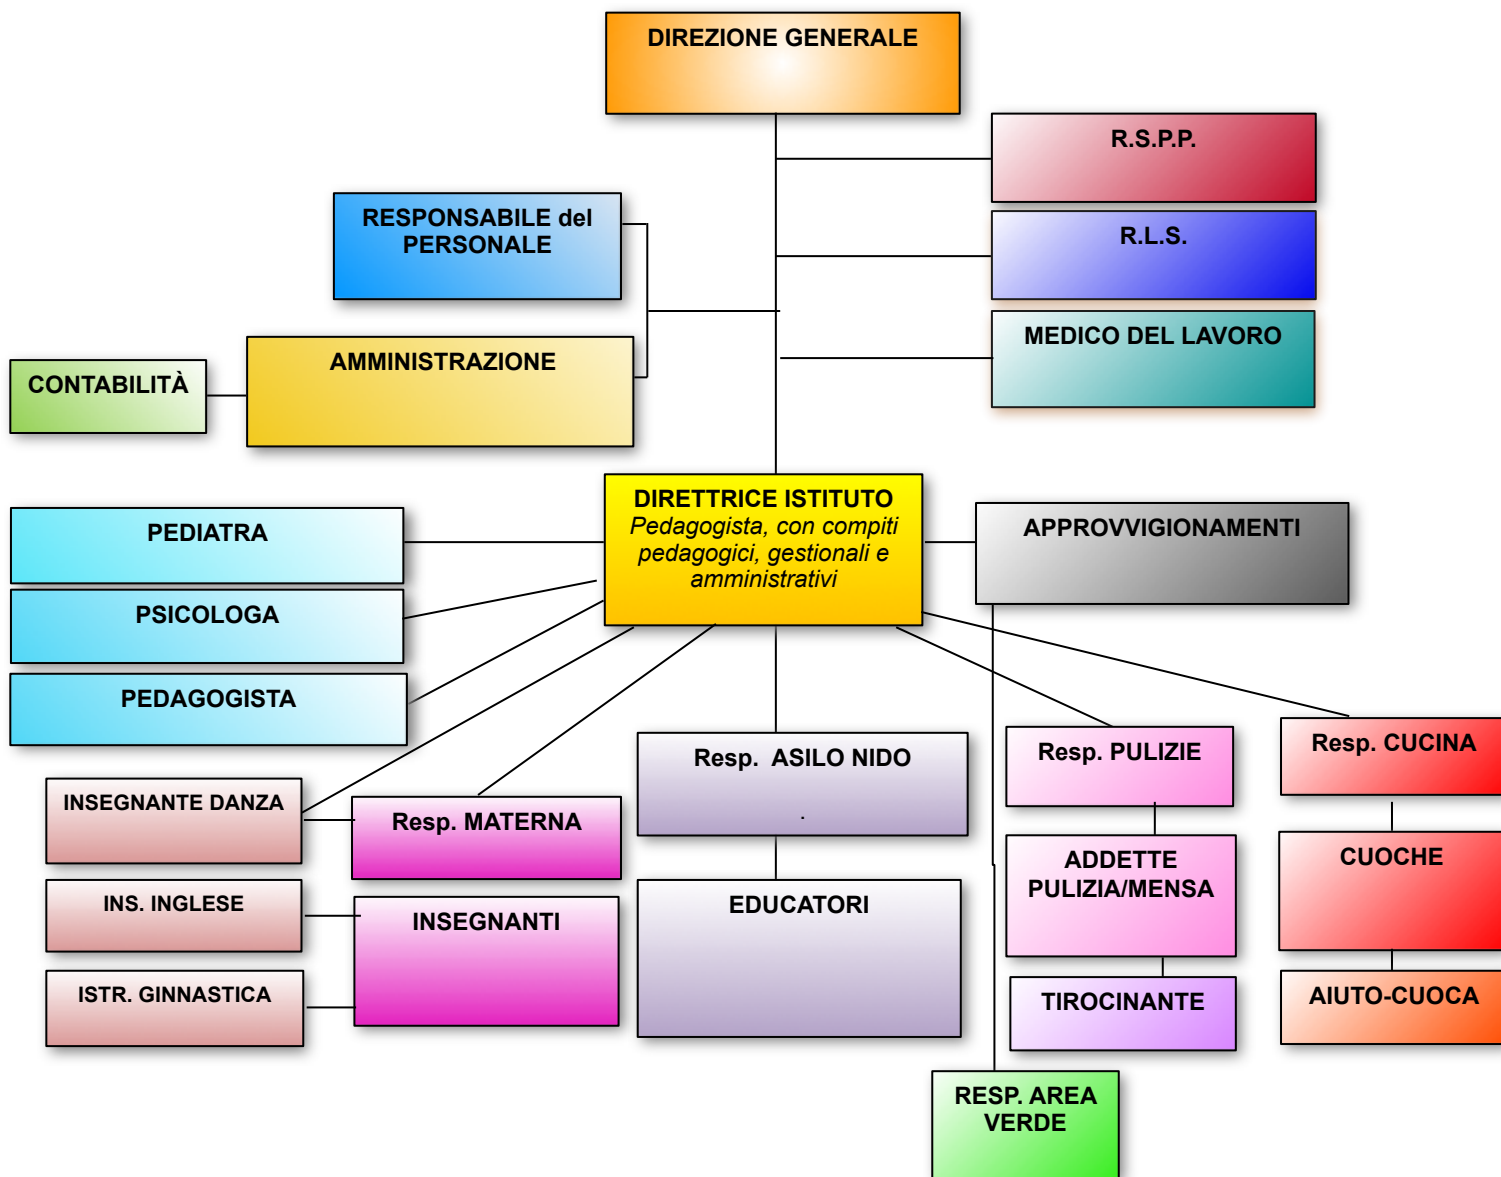 DIREZIONE GENERALE
R.S.P.P.
RESPONSABILE del
PERSONALE
R.L.S.
MEDICO DEL LAVORO
AMMINISTRAZIONE
CONTABILITÀ
DIRETTRICE ISTITUTO
Pedagogista, con compiti
pedagogici, gestionali e
amministrativi
PEDIATRA
APPROVVIGIONAMENTI
PSICOLOGA
PEDAGOGISTA
Resp. ASILO NIDO
.
Resp. PULIZIE
Resp. CUCINA
INSEGNANTE DANZA
Resp. MATERNA
ADDETTE
PULIZIA/MENSA
CUOCHE
INS. INGLESE
INSEGNANTI
EDUCATORI
ISTR. GINNASTICA
TIROCINANTE
AIUTO-CUOCA
RESP. AREA
VERDE